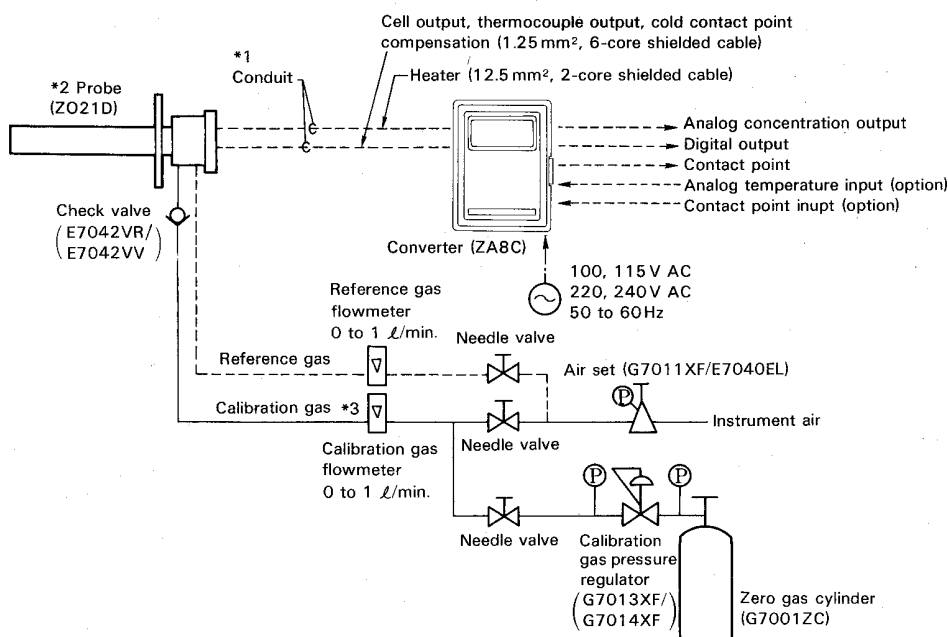 Cell output, thermocouple output, cold contact point
compensation (1.25 mm², 6-core shielded cable)
*1
Conduit
Heater (12.5 mm², 2-core shielded cable)
*2 Probe
(ZO21D)
Analog concentration output
Digital output
Contact point
Analog temperature input (option)
Contact point inupt (option)
Check valve
(E7042VR/
E7042VV)
Converter (ZA8C)
100, 115V AC
220, 240V AC
50 to 60Hz
Reference gas
flowmeter
0 to 1 ℓ/min.
Needle valve
Reference gas
Air set (G7011XF/E7040EL)
P
Calibration gas *3
Instrument air
Needle valve
Calibration gas
flowmeter
0 to 1 ℓ/min.
P
P
Needle valve
Calibration
gas pressure
regulator
(G7013XF/
G7014XF)
Zero gas cylinder
(G7001ZC)